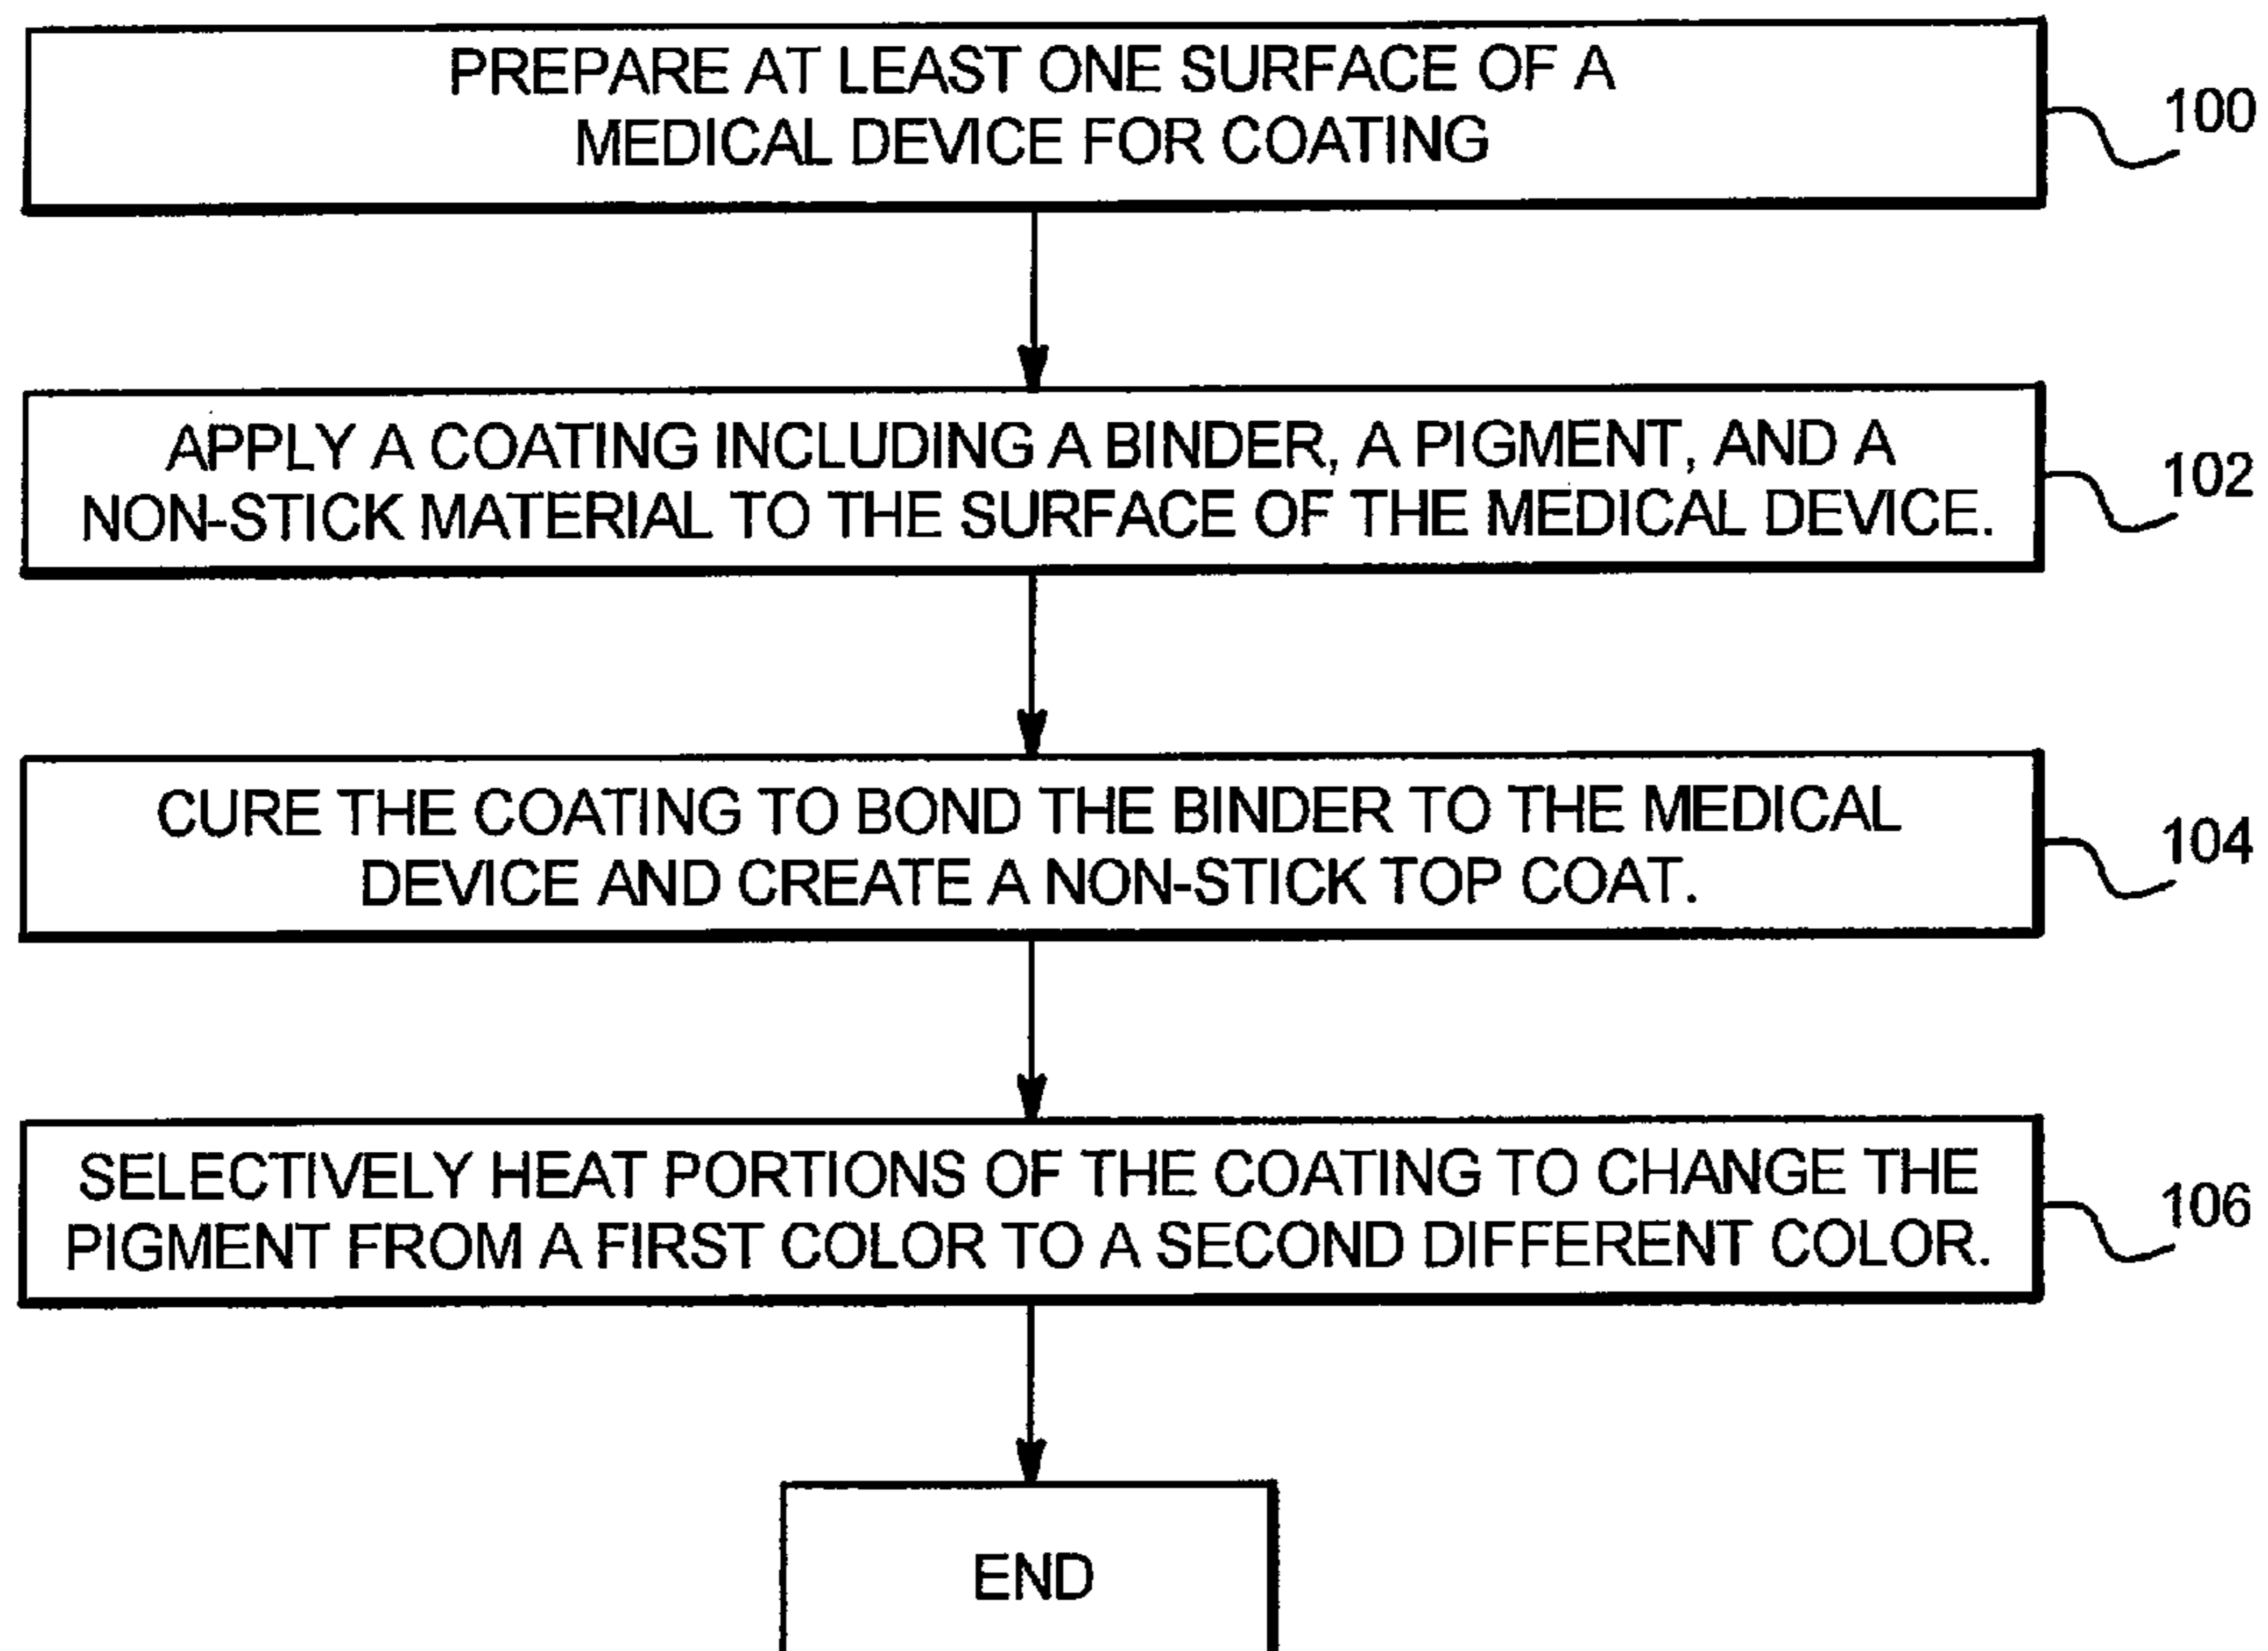 PREPARE AT LEAST ONE SURFACE OF A
MEDICAL DEVICE FOR COATING
100
APPLY A COATING INCLUDING A BINDER, A PIGMENT, AND A
NON-STICK MATERIAL TO THE SURFACE OF THE MEDICAL DEVICE.
102
CURE THE COATING TO BOND THE BINDER TO THE MEDICAL
DEVICE AND CREATE A NON-STICK TOP COAT.
104
SELECTIVELY HEAT PORTIONS OF THE COATING TO CHANGE THE
PIGMENT FROM A FIRST COLOR TO A SECOND DIFFERENT COLOR.
106
END